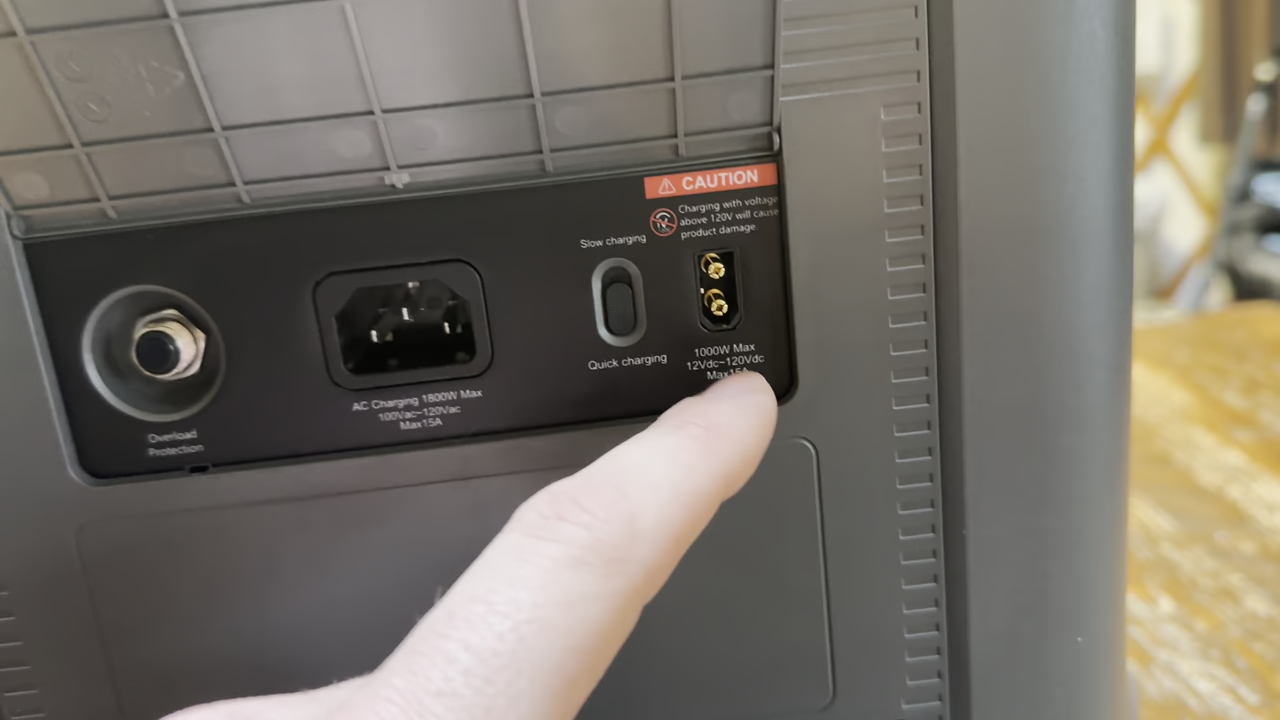 CAUTION
Charging with voltage
above 120V will cause
product damage.
Slow charging
Quick charging
1000W Max
12Vdc~120Vdc
Max15A
AC Charging 1800W Max
100Vac~120Vac
Max15A
Overload
Protection